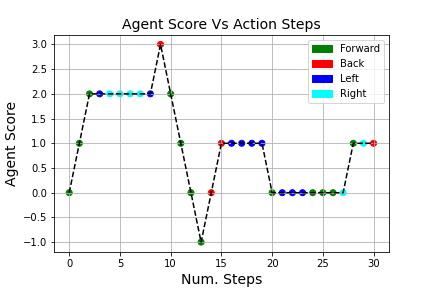 Agent Score Vs Action Steps
Agent Score
3.0
2.5
2.0
1.5
1.0
0.5
0.0
−0.5
−1.0
Forward
Back
Left
Right
0 5 10 15 20 25 30
Num. Steps